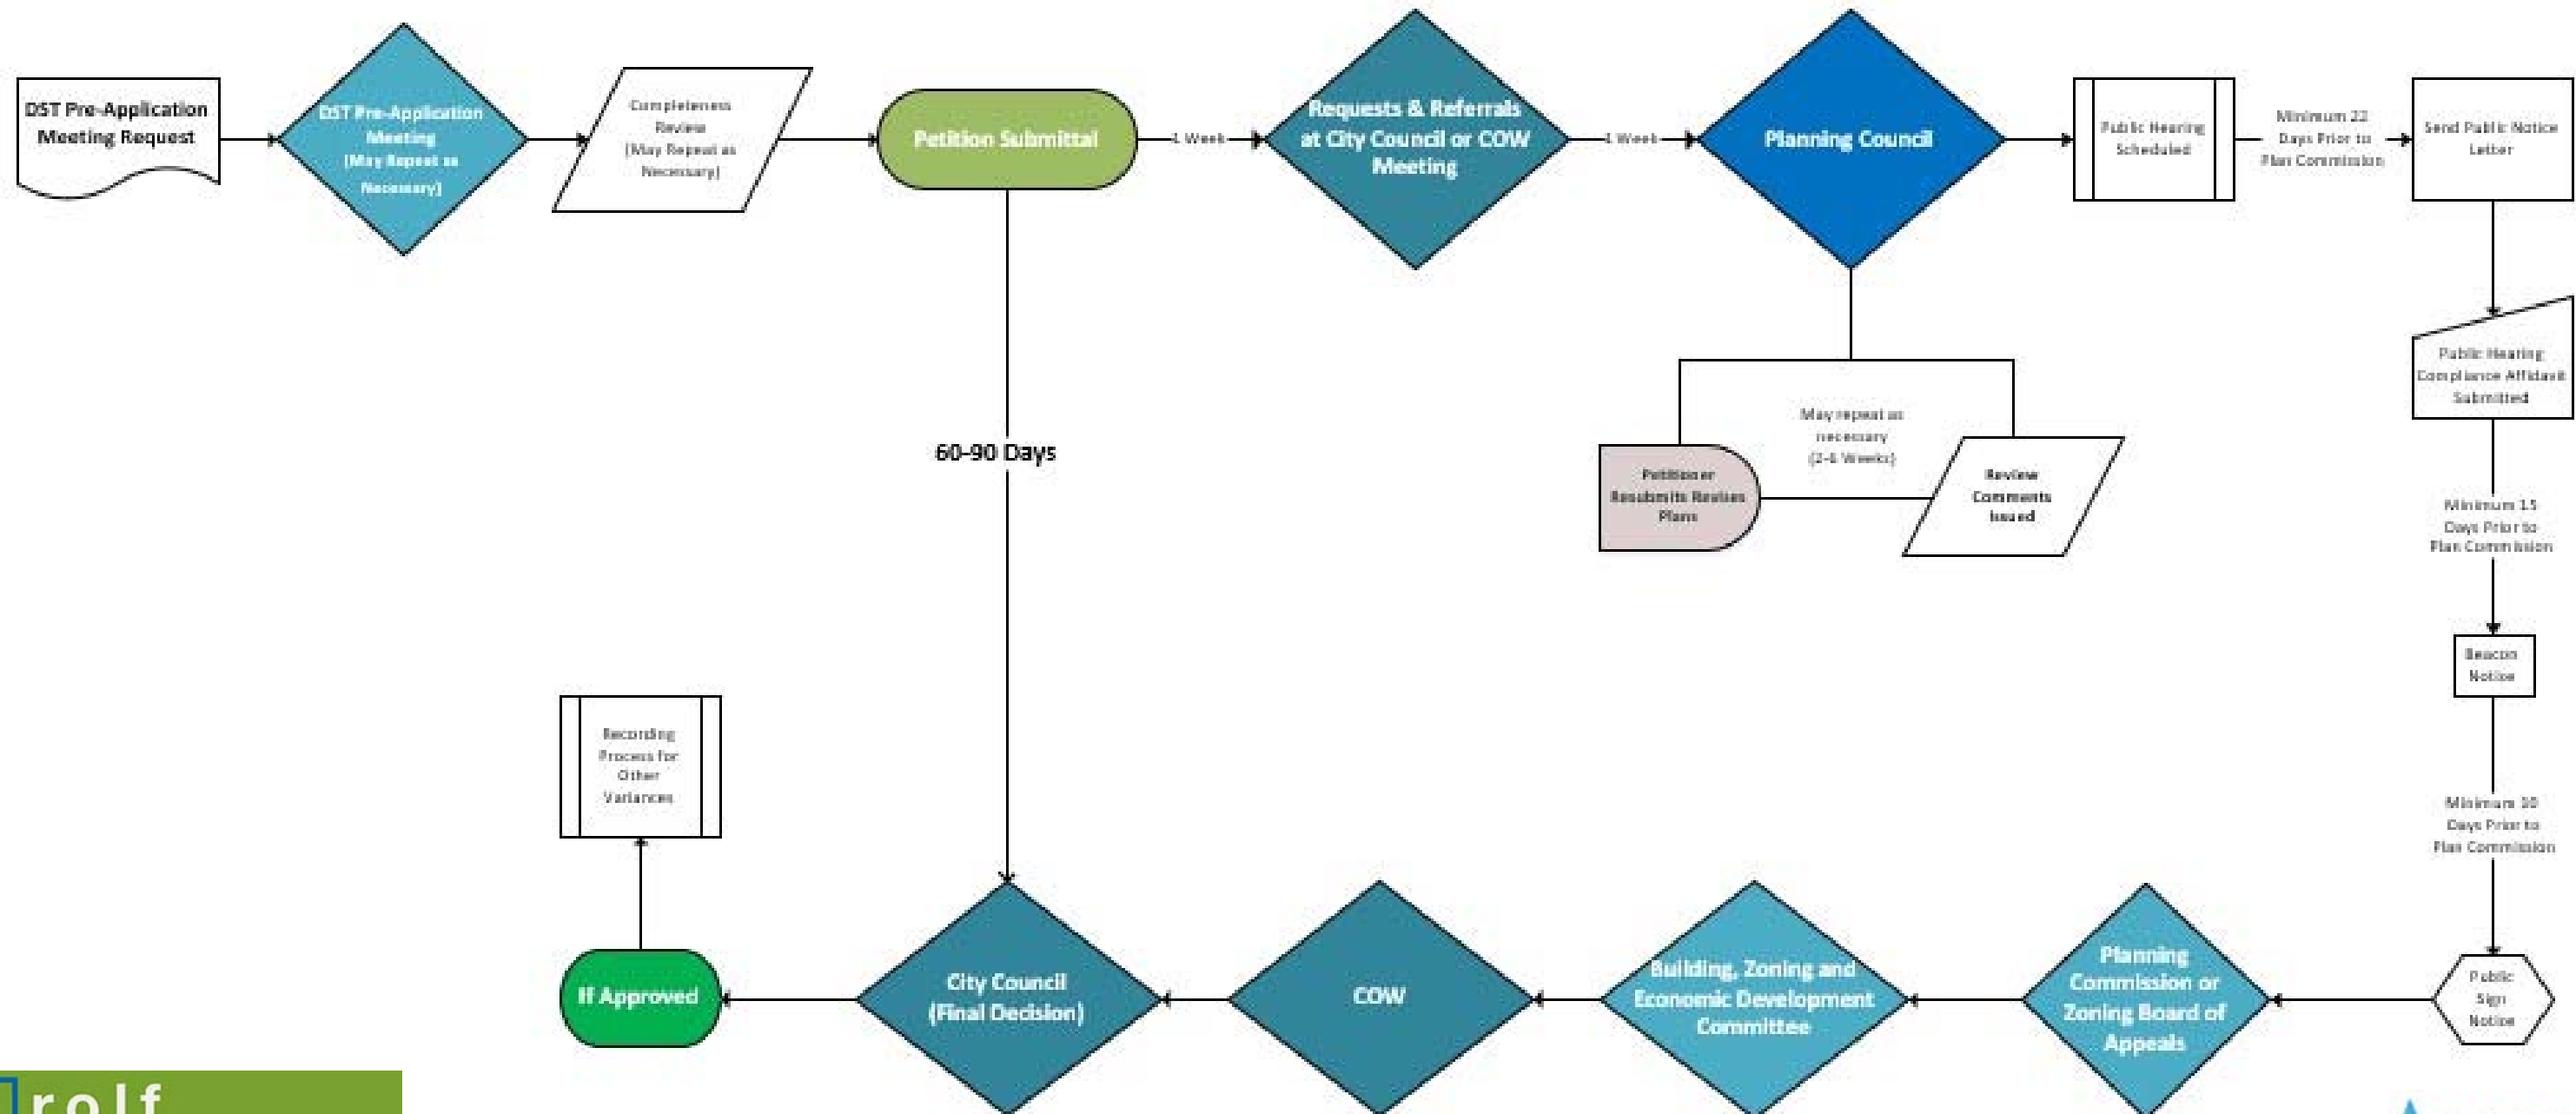 DST Pre-Application
Meeting Request
DST Pre-Application
Meeting
(May Repeat as
Necessary)
Completeness
Review
(May Repeat as
Necessary)
Petition Submittal
1 Week
Requests & Referrals
at City Council or COW
Meeting
1 Week
Planning Council
Public Hearing
Scheduled
Minimum 22
Days Prior to
Plan Commission
Send Public Notice
Letter
Public Hearing
Compliance Affidavit
Submitted
May repeat as
necessary
(2-6 Weeks)
Petitioner
Resubmits Revises
Plans
Review
Comments
Issued
60-90 Days
Minimum 15
Days Prior to
Plan Commission
Beacon
Notice
Recording
Process for
Other
Variances
Minimum 10
Days Prior to
Plan Commission
If Approved
City Council
(Final Decision)
COW
Building, Zoning and
Economic Development
Committee
Planning
Commission or
Zoning Board of
Appeals
Public
Sign
Notice
rolf